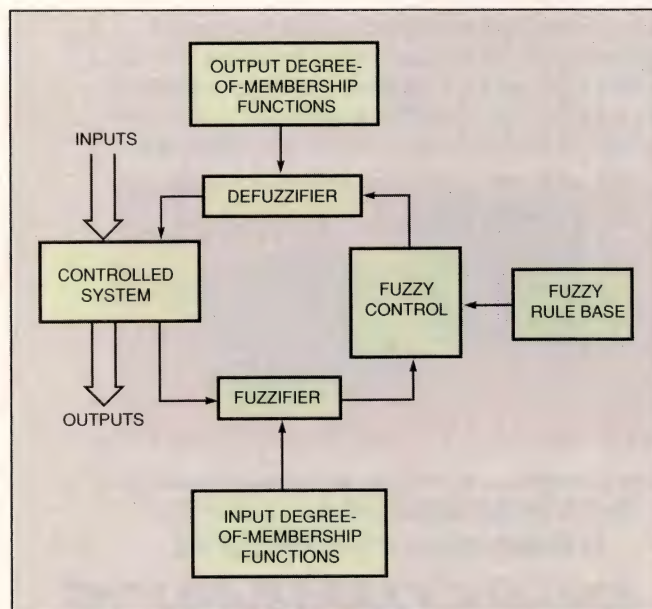 OUTPUT DEGREE-
OF-MEMBERSHIP
FUNCTIONS
INPUTS
DEFUZZIFIER
CONTROLLED
SYSTEM
FUZZY
CONTROL
FUZZY
RULE BASE
FUZZIFIER
OUTPUTS
INPUT DEGREE-
OF-MEMBERSHIP
FUNCTIONS